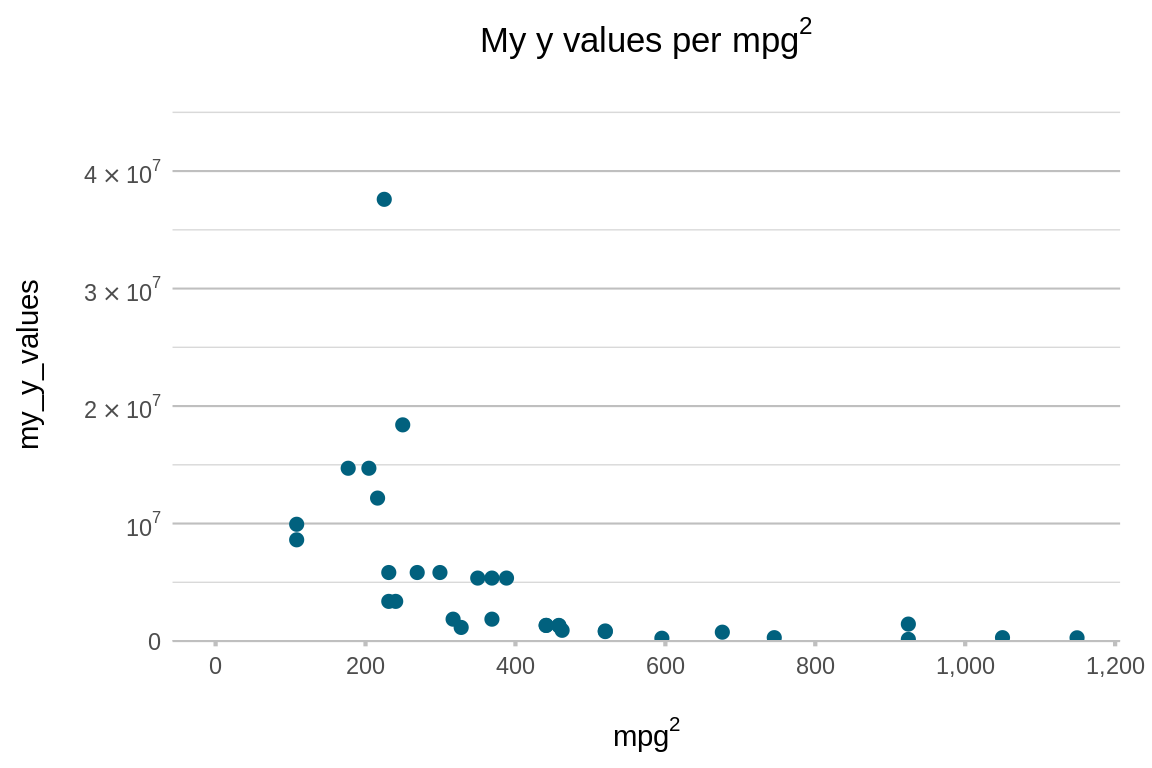 My y values per mpg²
my_y_values
4 × 10⁷
3 × 10⁷
2 × 10⁷
10⁷
0
0 200 400 600 800 1,000 1,200
mpg²